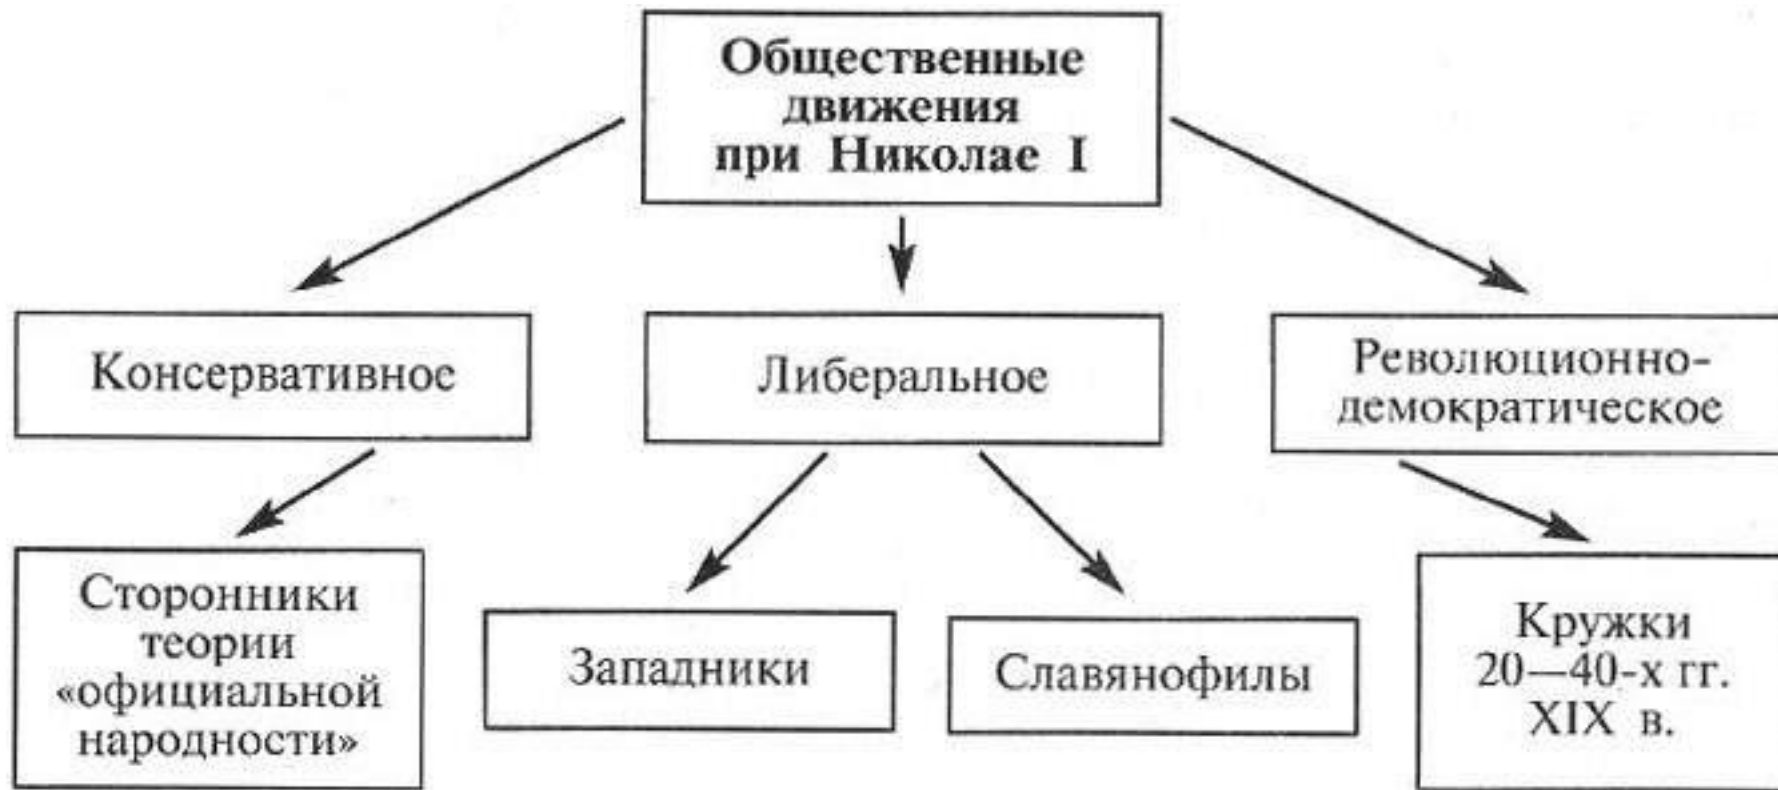 Общественные
движения
при Николае I
Консервативное
Либеральное
Революционно-
демократическое
Сторонники
теории
«официальной
народности»
Западники
Славянофилы
Кружки
20—40-х гг.
XIX в.